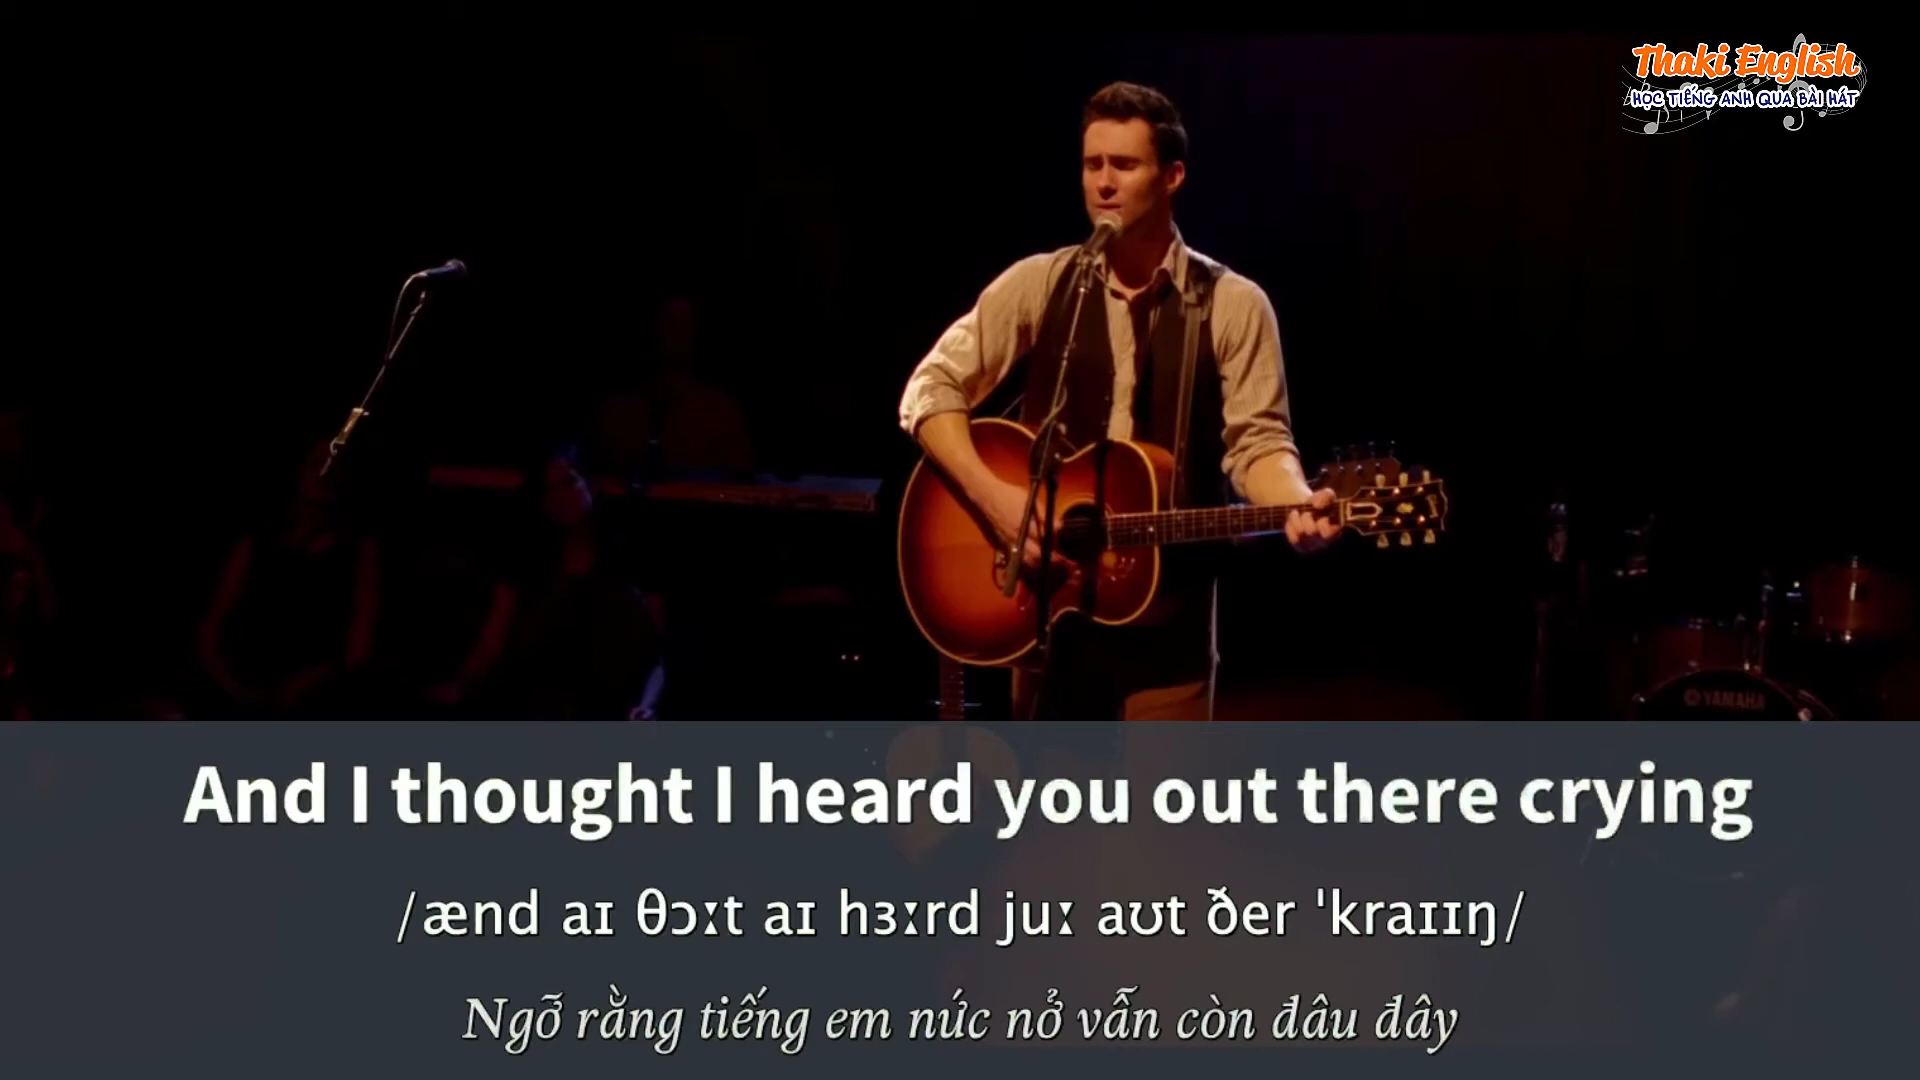 Thaki English
HỌC TIẾNG ANH QUA BÀI HÁT
YAMAHA
And I thought I heard you out there crying
/ænd aɪ θɔːt aɪ hɜːrd juː aʊt ðer ˈkraɪɪŋ/
Ngỡ rằng tiếng em nức nở vẫn còn đâu đây